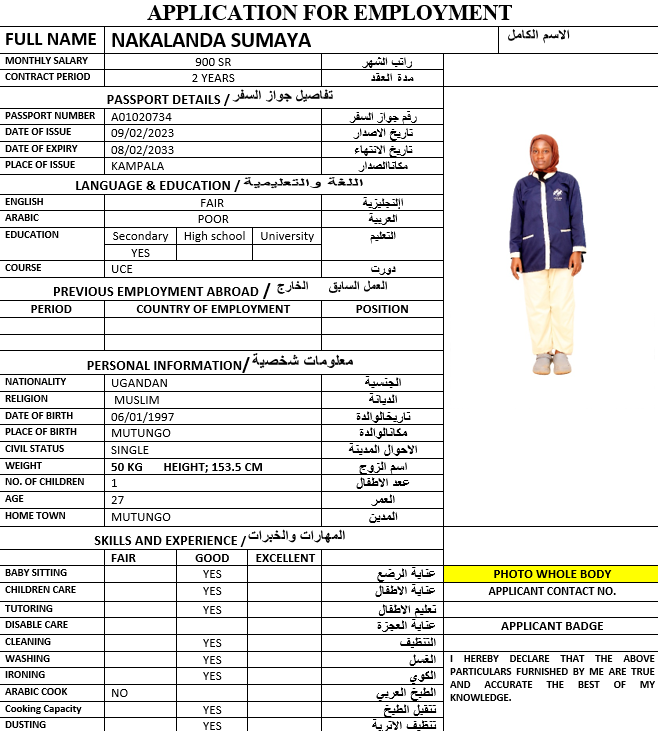 APPLICATION FOR EMPLOYMENT
FULL NAME NAKALANDA SUMAYA الاسم الكامل
MONTHLY SALARY 900 SR راتب الشهر
CONTRACT PERIOD 2 YEARS مدة العقد
PASSPORT DETAILS / تفاصيل جواز السفر
PASSPORT NUMBER A01020734 رقم جواز السفر
DATE OF ISSUE 09/02/2023 تاريخ الاصدار
DATE OF EXPIRY 08/02/2033 تاريخ الانتهاء
PLACE OF ISSUE KAMPALA مكاناالصدار
LANGUAGE & EDUCATION / اللغة والتعليمية
ENGLISH FAIR اإلنجليزية
ARABIC POOR العربية
EDUCATION Secondary High school University التعليم
YES
COURSE UCE دورت
PREVIOUS EMPLOYMENT ABROAD / العمل السابق الخارج
PERIOD COUNTRY OF EMPLOYMENT POSITION
PERSONAL INFORMATION/ معلومات شخصية
NATIONALITY UGANDAN الجنسية
RELIGION MUSLIM الديانة
DATE OF BIRTH 06/01/1997 تاريخالوالدة
PLACE OF BIRTH MUTUNGO مكانالوالدة
CIVIL STATUS SINGLE الاحوال المدينة
WEIGHT 50 KG HEIGHT; 153.5 CM اسم الزوج
NO. OF CHILDREN 1 عدد الاطفال
AGE 27 العمر
HOME TOWN MUTUNGO المدين
SKILLS AND EXPERIENCE / المهارات والخبرات
FAIR GOOD EXCELLENT
BABY SITTING YES عناية الرضع PHOTO WHOLE BODY
CHILDREN CARE YES عناية الاطفال APPLICANT CONTACT NO.
TUTORING YES تعليم الاطفال
DISABLE CARE عناية العجزة APPLICANT BADGE
CLEANING YES التنظيف
WASHING YES الغسل
IRONING YES الكوي
ARABIC COOK NO الطبخ العربي
Cooking Capacity YES تتقبل الطبخ
DUSTING YES تنظيف الاتربة
I HEREBY DECLARE THAT THE ABOVE
PARTICULARS FURNISHED BY ME ARE TRUE
AND ACCURATE THE BEST OF MY
KNOWLEDGE.